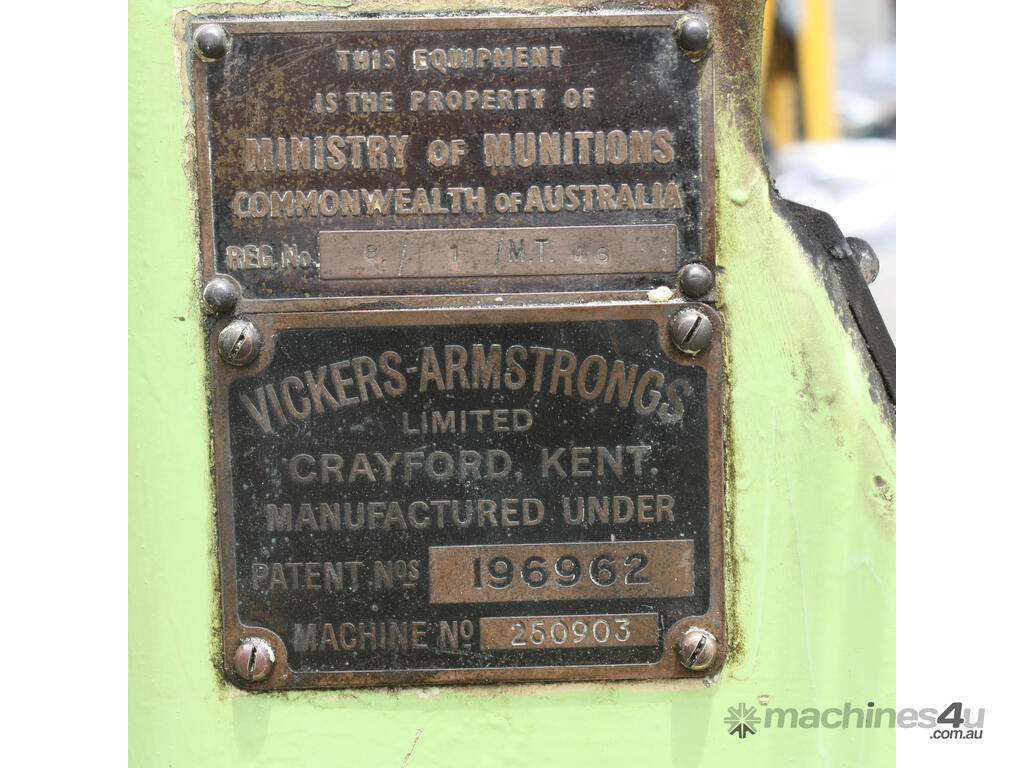 THIS EQUIPMENT
IS THE PROPERTY OF
MINISTRY OF MUNITIONS
COMMONWEALTH OF AUSTRALIA
REG. No. 8 / 1 / M.T. 46
VICKERS-ARMSTRONGS
LIMITED
CRAYFORD, KENT.
MANUFACTURED UNDER
PATENT NOS 196962
MACHINE NO 250903
machines4u
.com.au